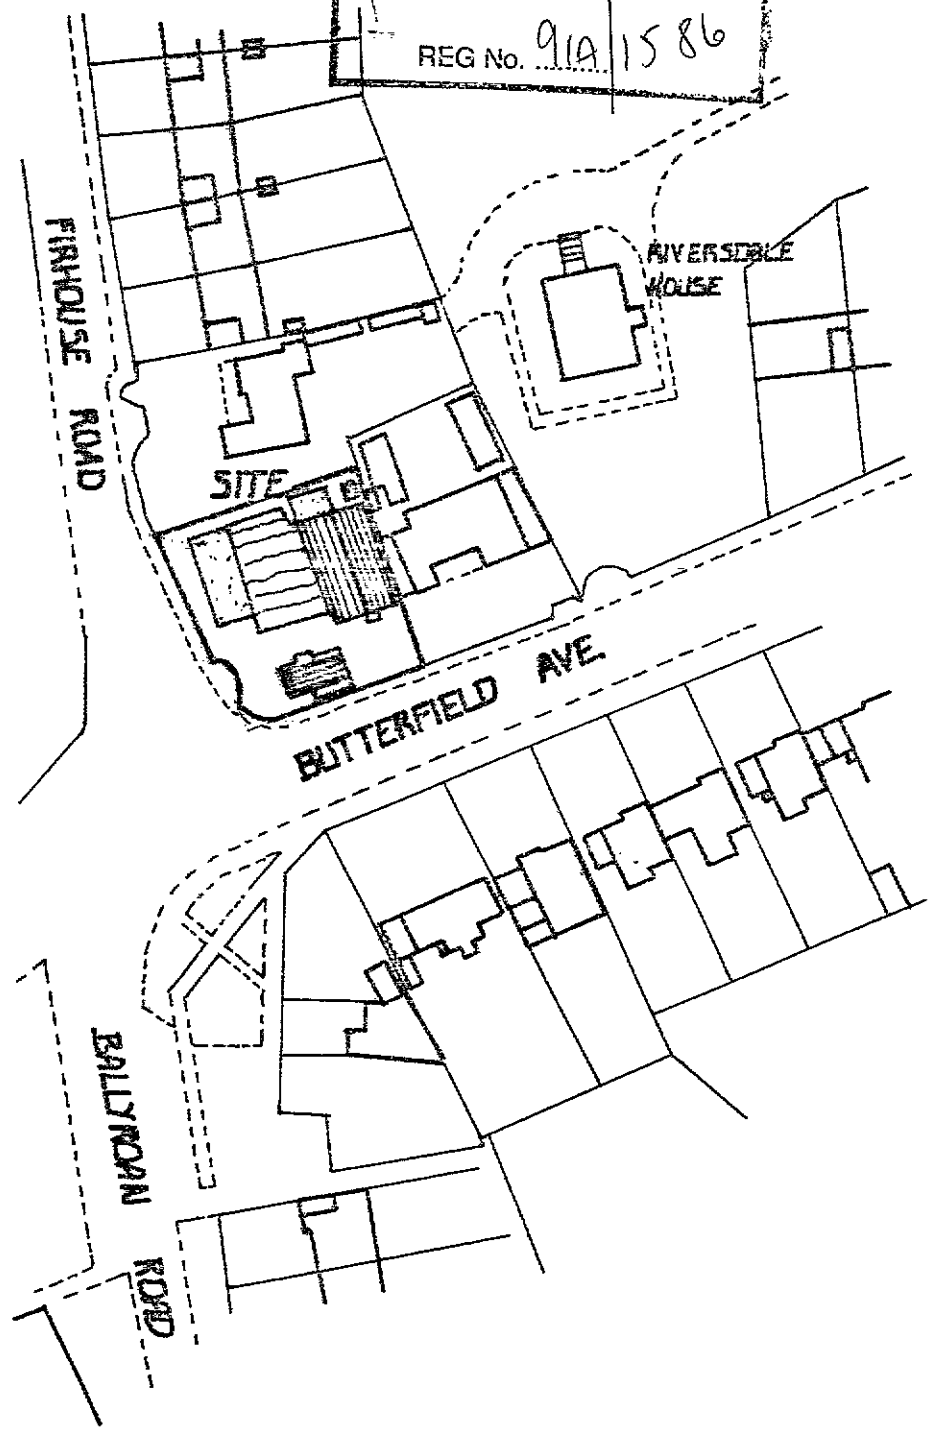 REG No. 91A/1586
FIRHOUSE ROAD
RIVERSDALE
HOUSE
SITE
BUTTERFIELD AVE.
BALLYROAN ROAD